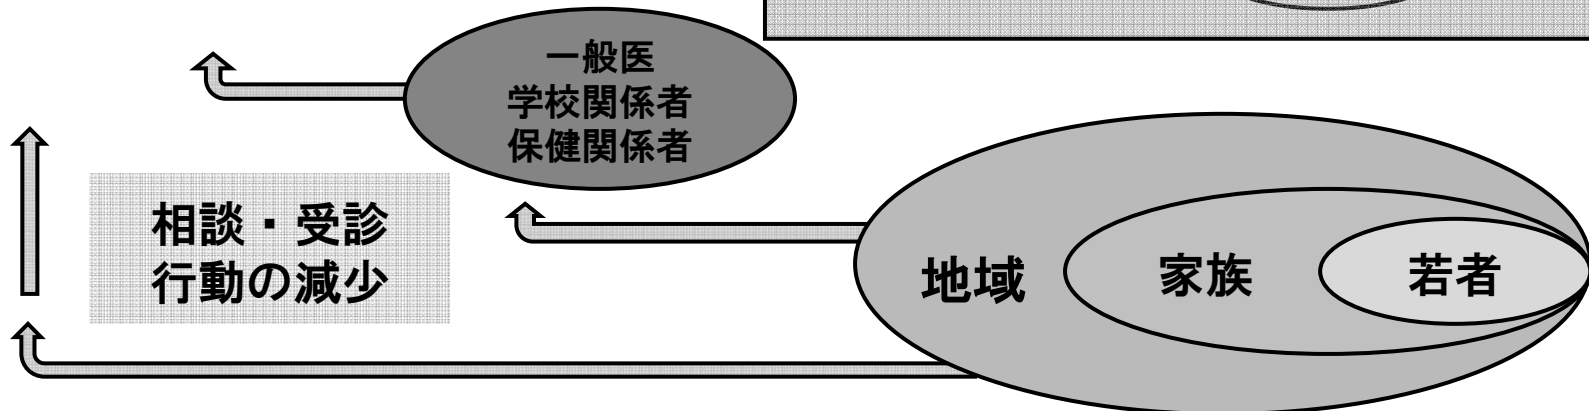 一般医
学校関係者
保健関係者
相談・受診
行動の減少
地域
家族
若者